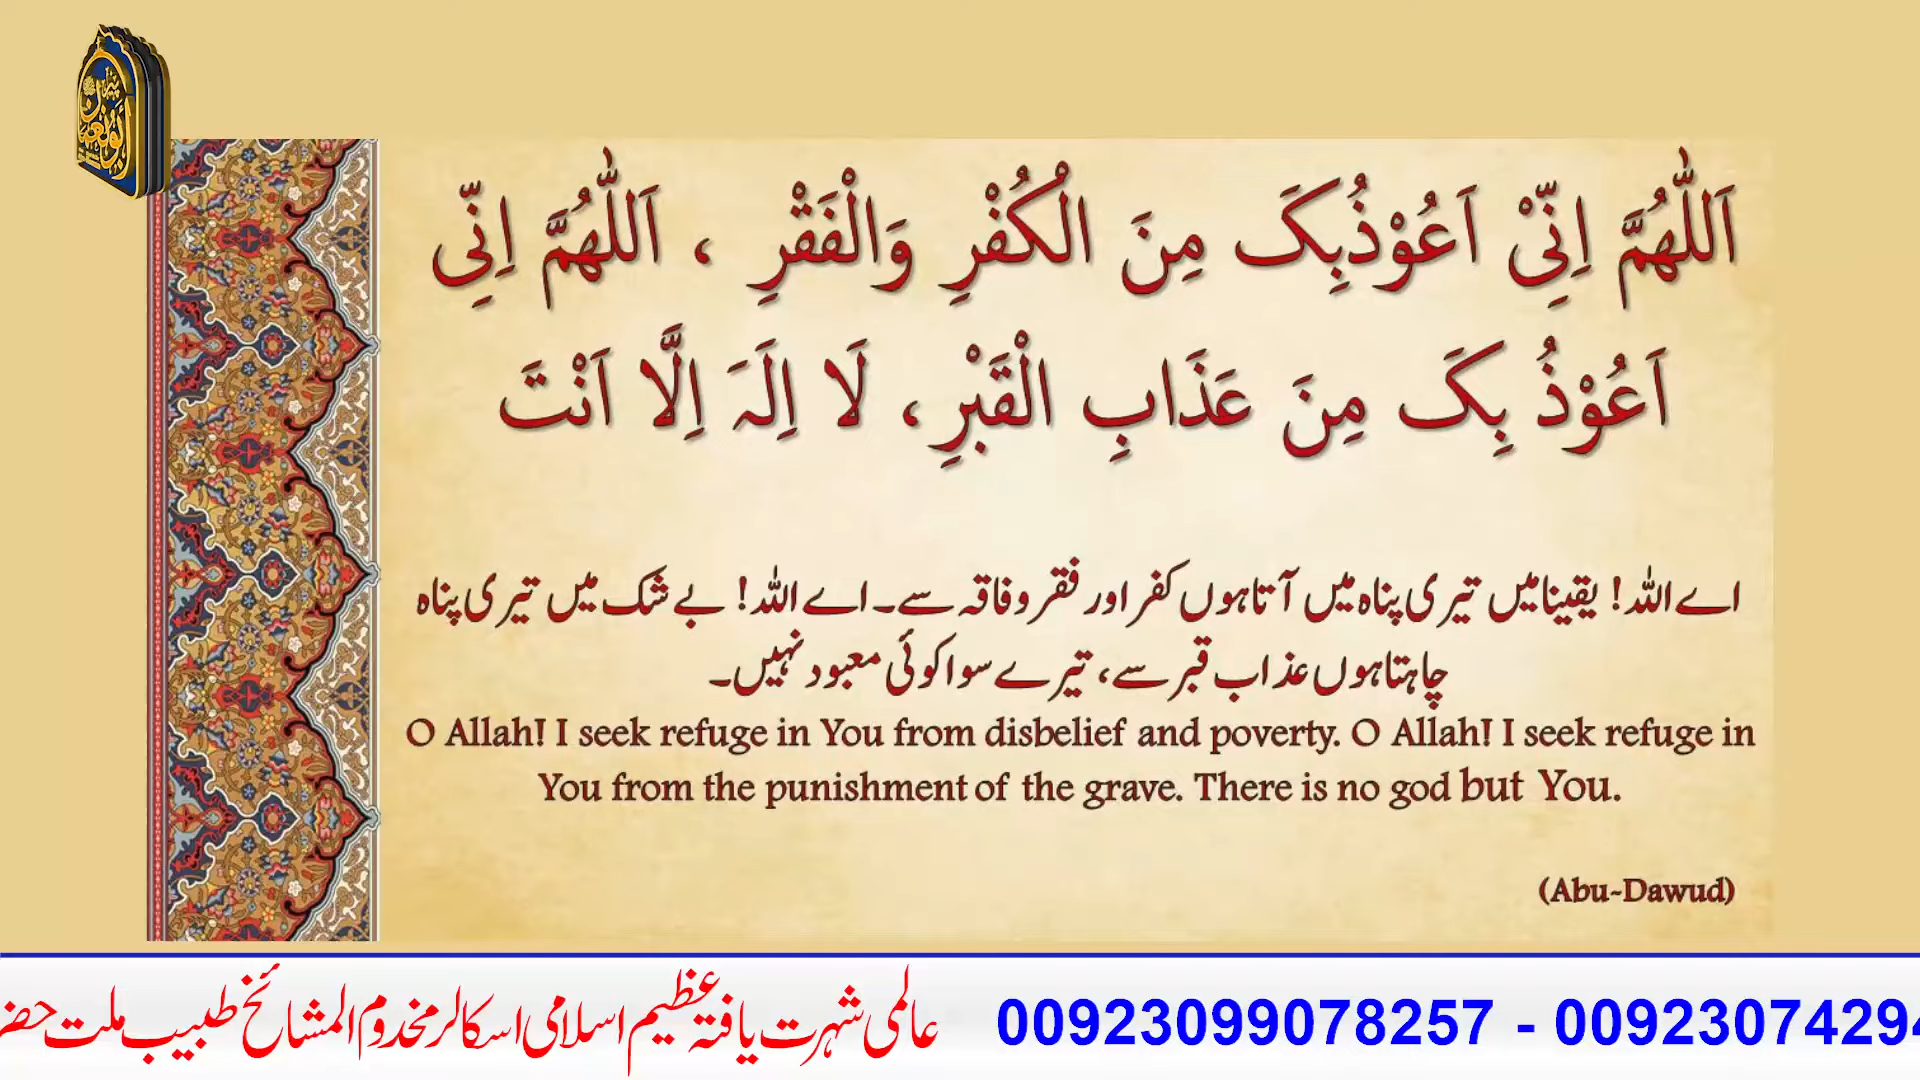 اَللّٰهُمَّ اِنِّیْ اَعُوْذُبِکَ مِنَ الْکُفْرِ وَالْفَقْرِ ، اَللّٰهُمَّ اِنِّی
اَعُوْذُ بِکَ مِنَ عَذَابِ الْقَبْرِ، لَا اِلَہَ اِلَّا اَنْتَ
اے اللہ! یقینا میں تیری پناہ میں آتا ہوں کفر اور فقر و فاقہ سے۔ اے اللہ! بے شک میں تیری پناہ
چاہتا ہوں عذاب قبر سے، تیرے سوا کوئی معبود نہیں۔
O Allah! I seek refuge in You from disbelief and poverty. O Allah! I seek refuge in
You from the punishment of the grave. There is no god but You.
(Abu-Dawud)
عالمی شہرت یافتہ عظیم اسلامی اسکالر مخدوم المشائخ طبیب ملت 00923099078257 - 0092307429